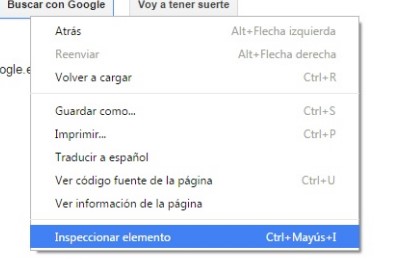 Buscar con Google Voy a tener suerte
Atrás Alt+Flecha izquierda
Reenviar Alt+Flecha derecha
ogle.e
Volver a cargar Ctrl+R
Guardar como... Ctrl+S
Imprimir... Ctrl+P
Traducir a español
Ver código fuente de la página Ctrl+U
Ver información de la página
Inspeccionar elemento Ctrl+Mayús+I